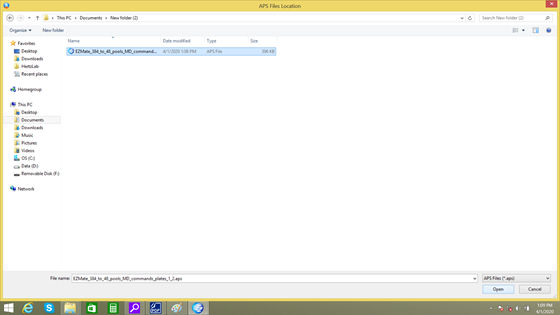 APS Files Location
This PC ▸ Documents ▸ New folder (2)
Search New folder (2)
Organize
New folder
Name
Date modified
Type
Size
EZMate_384_to_48_pools_MD_command...
4/1/2020 1:08 PM
APS File
396 KB
Favorites
Desktop
Downloads
HertsLab
Recent places
Homegroup
This PC
Desktop
Documents
Downloads
Music
Pictures
Videos
OS (C:)
Data (D:)
Removable Disk (F:)
Network
File name:
EZMate_384_to_48_pools_MD_commands_plates_1_2.aps
APS Files (*.aps)
Open
Cancel
1:09 PM
4/1/2020